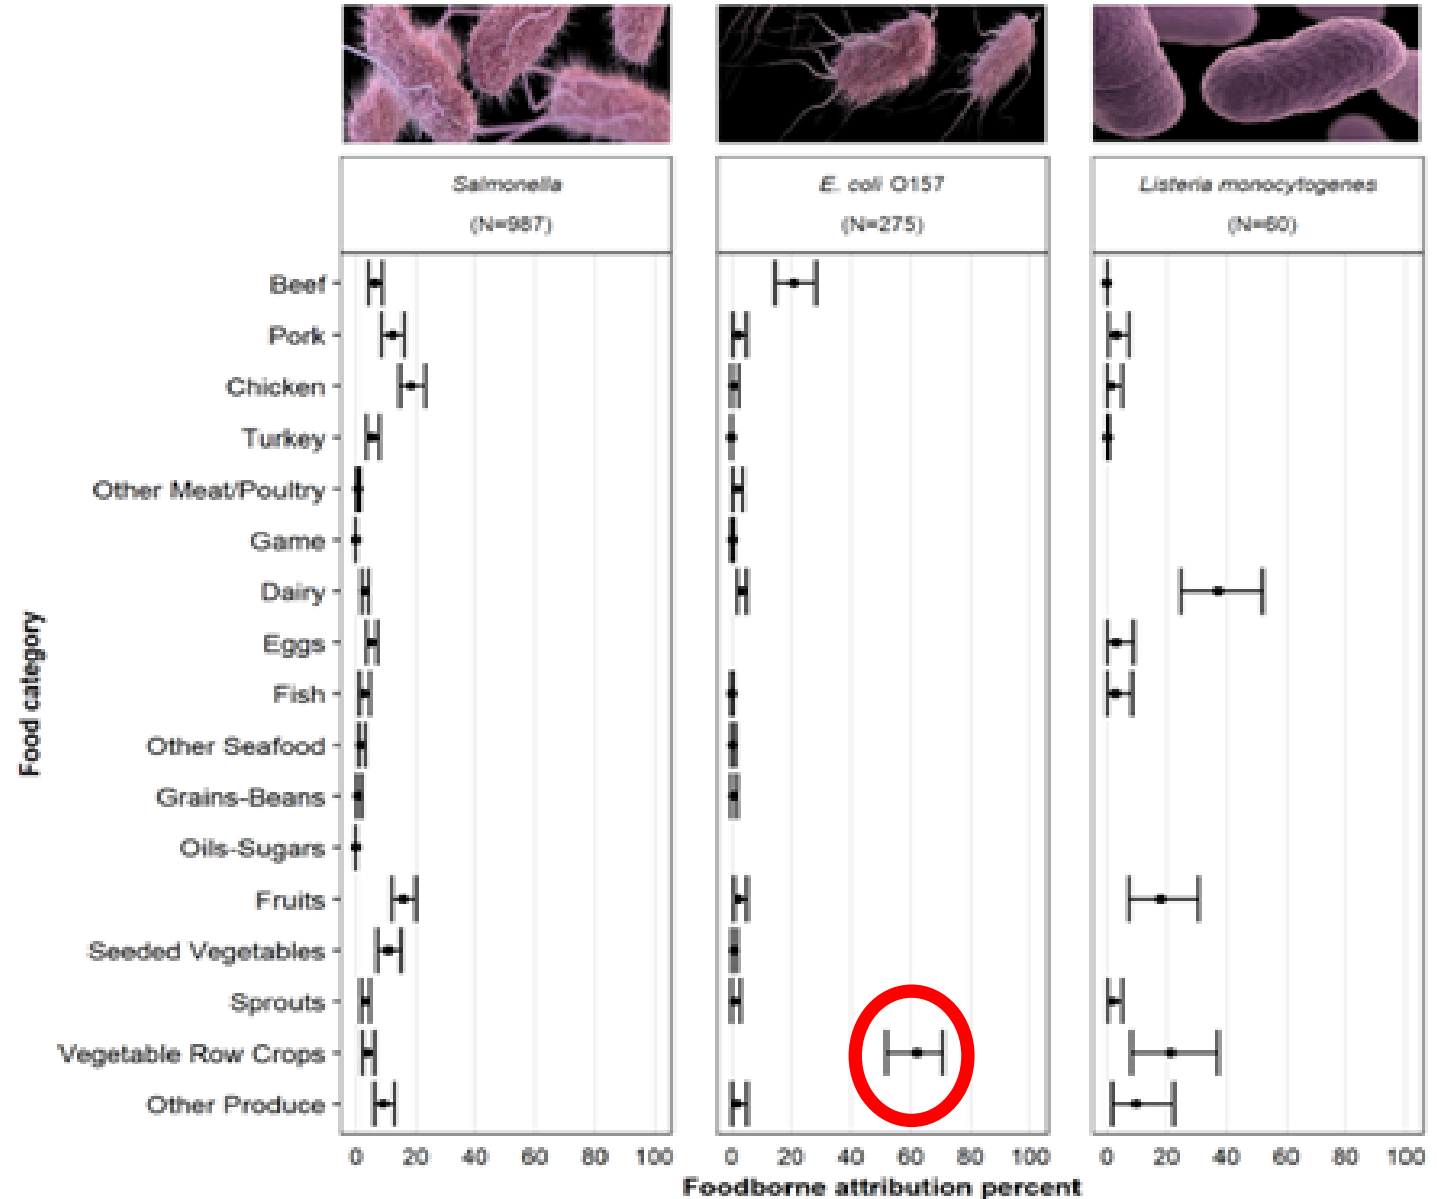 Salmonella
(N=987)
E. coli O157
(N=275)
Listeria monocytogenes
(N=60)
Food category
Beef
Pork
Chicken
Turkey
Other Meat/Poultry
Game
Dairy
Eggs
Fish
Other Seafood
Grains-Beans
Oils-Sugars
Fruits
Seeded Vegetables
Sprouts
Vegetable Row Crops
Other Produce
0 20 40 60 80 100
0 20 40 60 80 100
0 20 40 60 80 100
Foodborne attribution percent